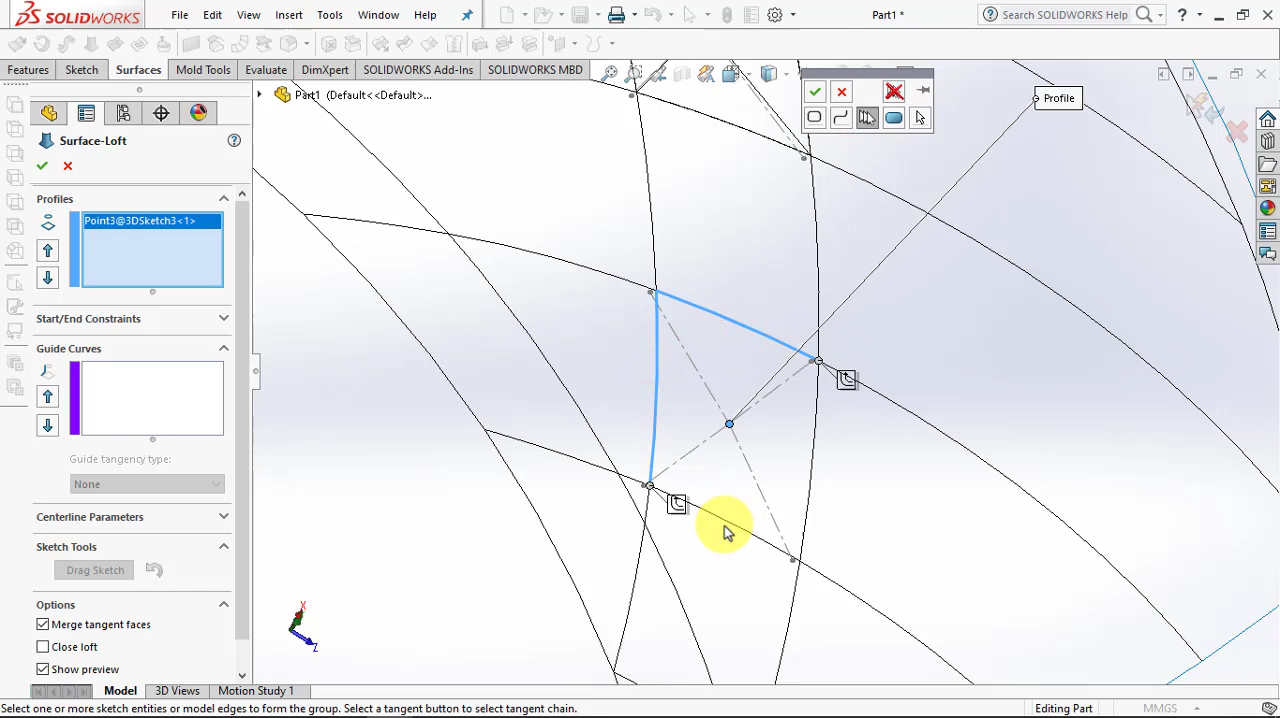 SOLIDWORKS
File
Edit
View
Insert
Tools
Window
Help
Part1 *
Search SOLIDWORKS Help
Features
Sketch
Surfaces
Mold Tools
Evaluate
DimXpert
SOLIDWORKS Add-Ins
SOLIDWORKS MBD
Part1 (Default<<Default>...
Profile
Surface-Loft
Profiles
Point3@3DSketch3<1>
Start/End Constraints
Guide Curves
Guide tangency type:
None
Centerline Parameters
Sketch Tools
Drag Sketch
Options
Merge tangent faces
Close loft
Show preview
X
Z
Model
3D Views
Motion Study 1
Select one or more sketch entities or model edges to form the group. Select a tangent button to select tangent chain.
Editing Part
MMGS